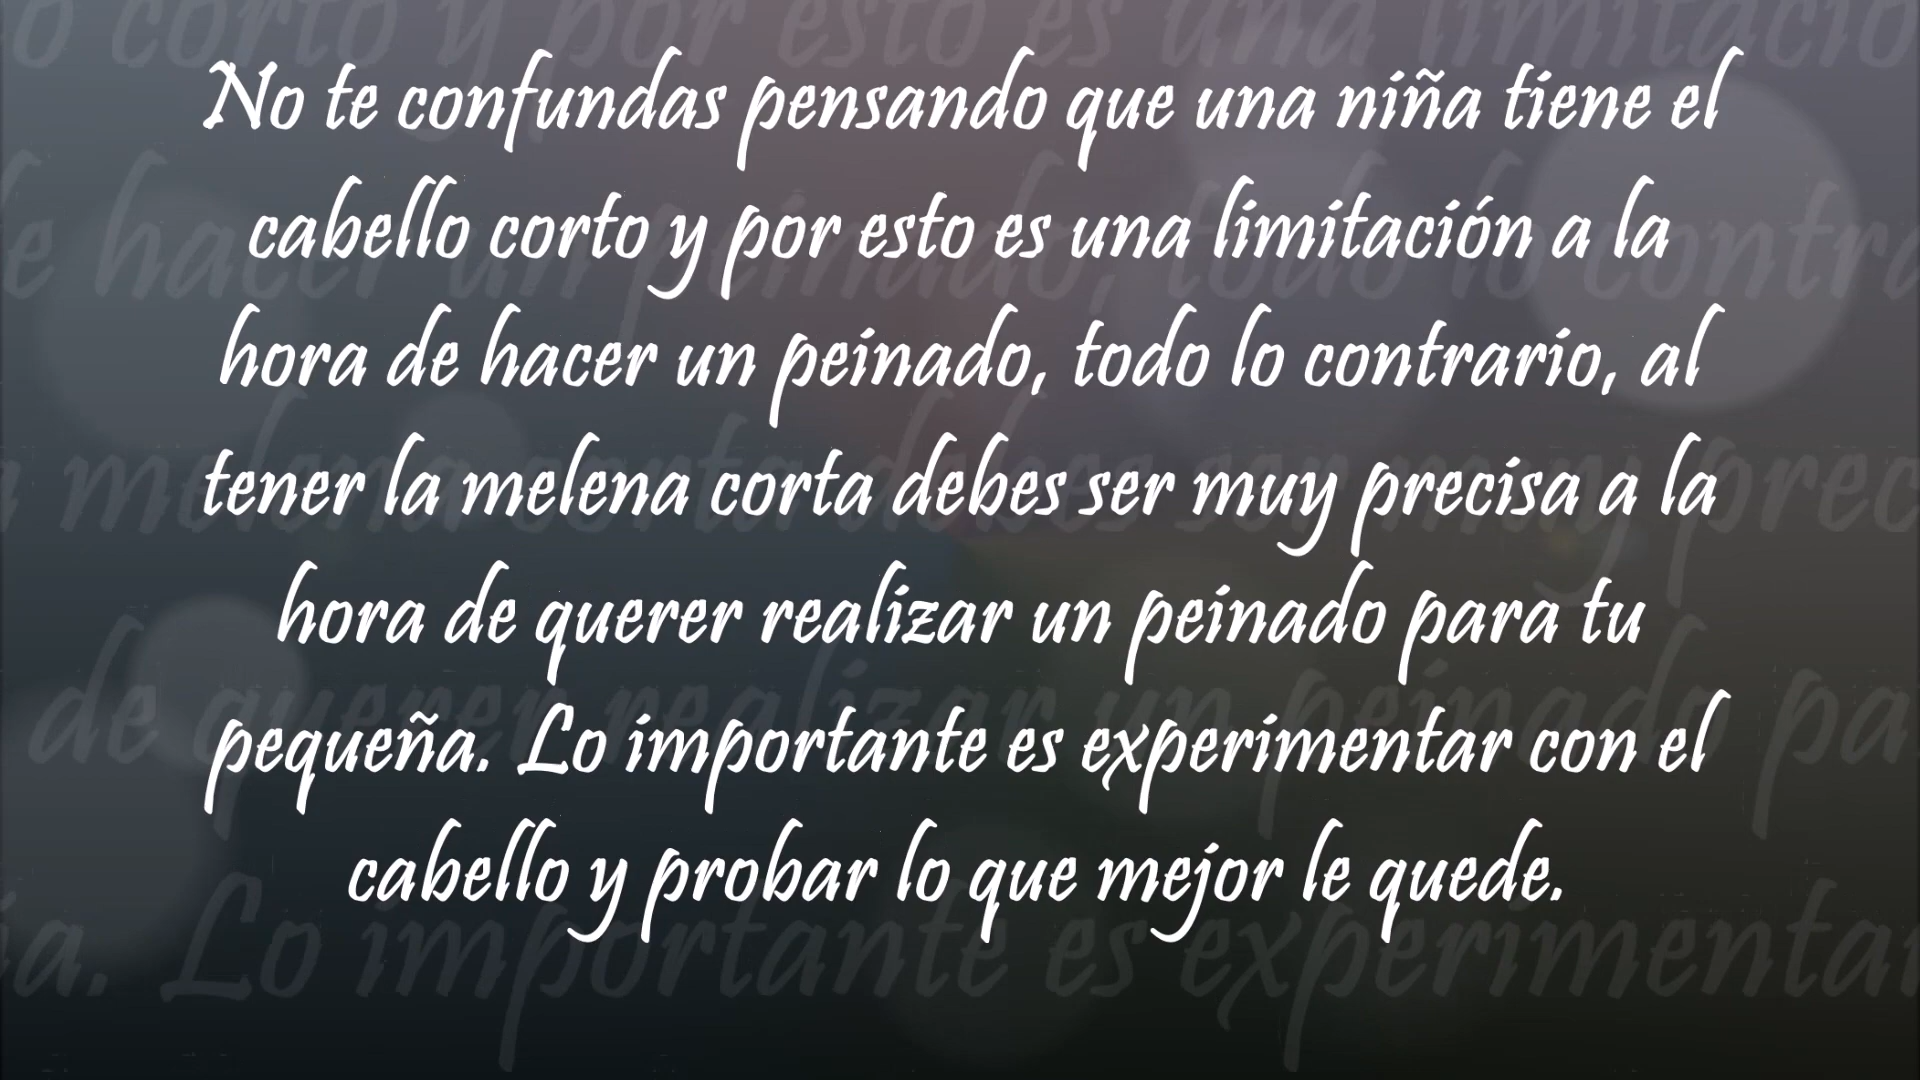 No te confundas pensando que una niña tiene el
cabello corto y por esto es una limitación a la
hora de hacer un peinado, todo lo contrario, al
tener la melena corta debes ser muy precisa a la
hora de querer realizar un peinado para tu
pequeña. Lo importante es experimentar con el
cabello y probar lo que mejor le quede.